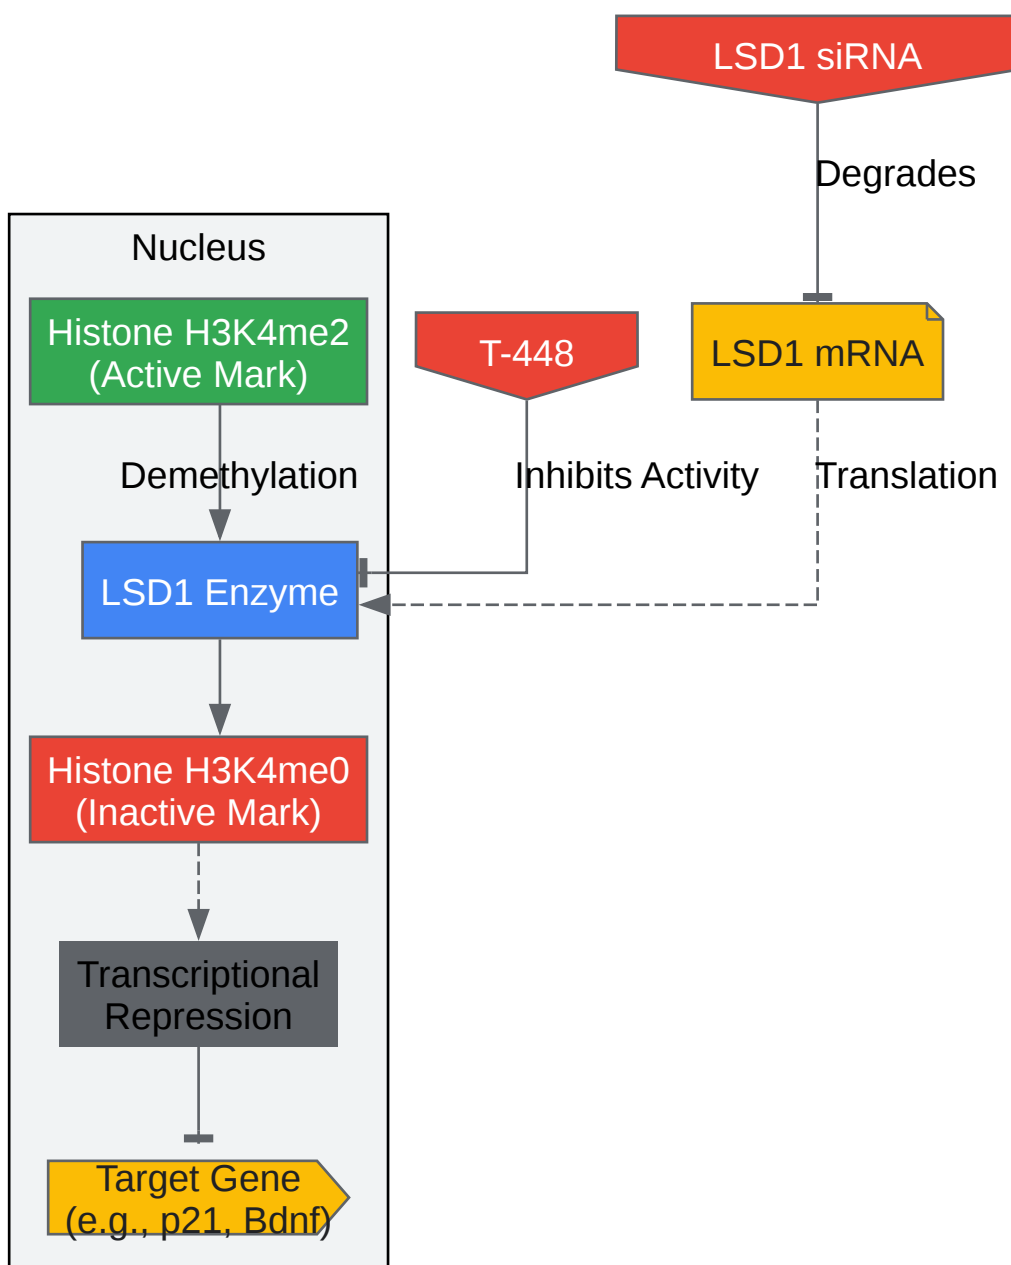 LSD1 siRNA
Degrades
Nucleus
Histone H3K4me2
(Active Mark)
T-448
LSD1 mRNA
Demethylation
Inhibits Activity
Translation
LSD1 Enzyme
Histone H3K4me0
(Inactive Mark)
Transcriptional
Repression
Target Gene
(e.g., p21, Bdnf)